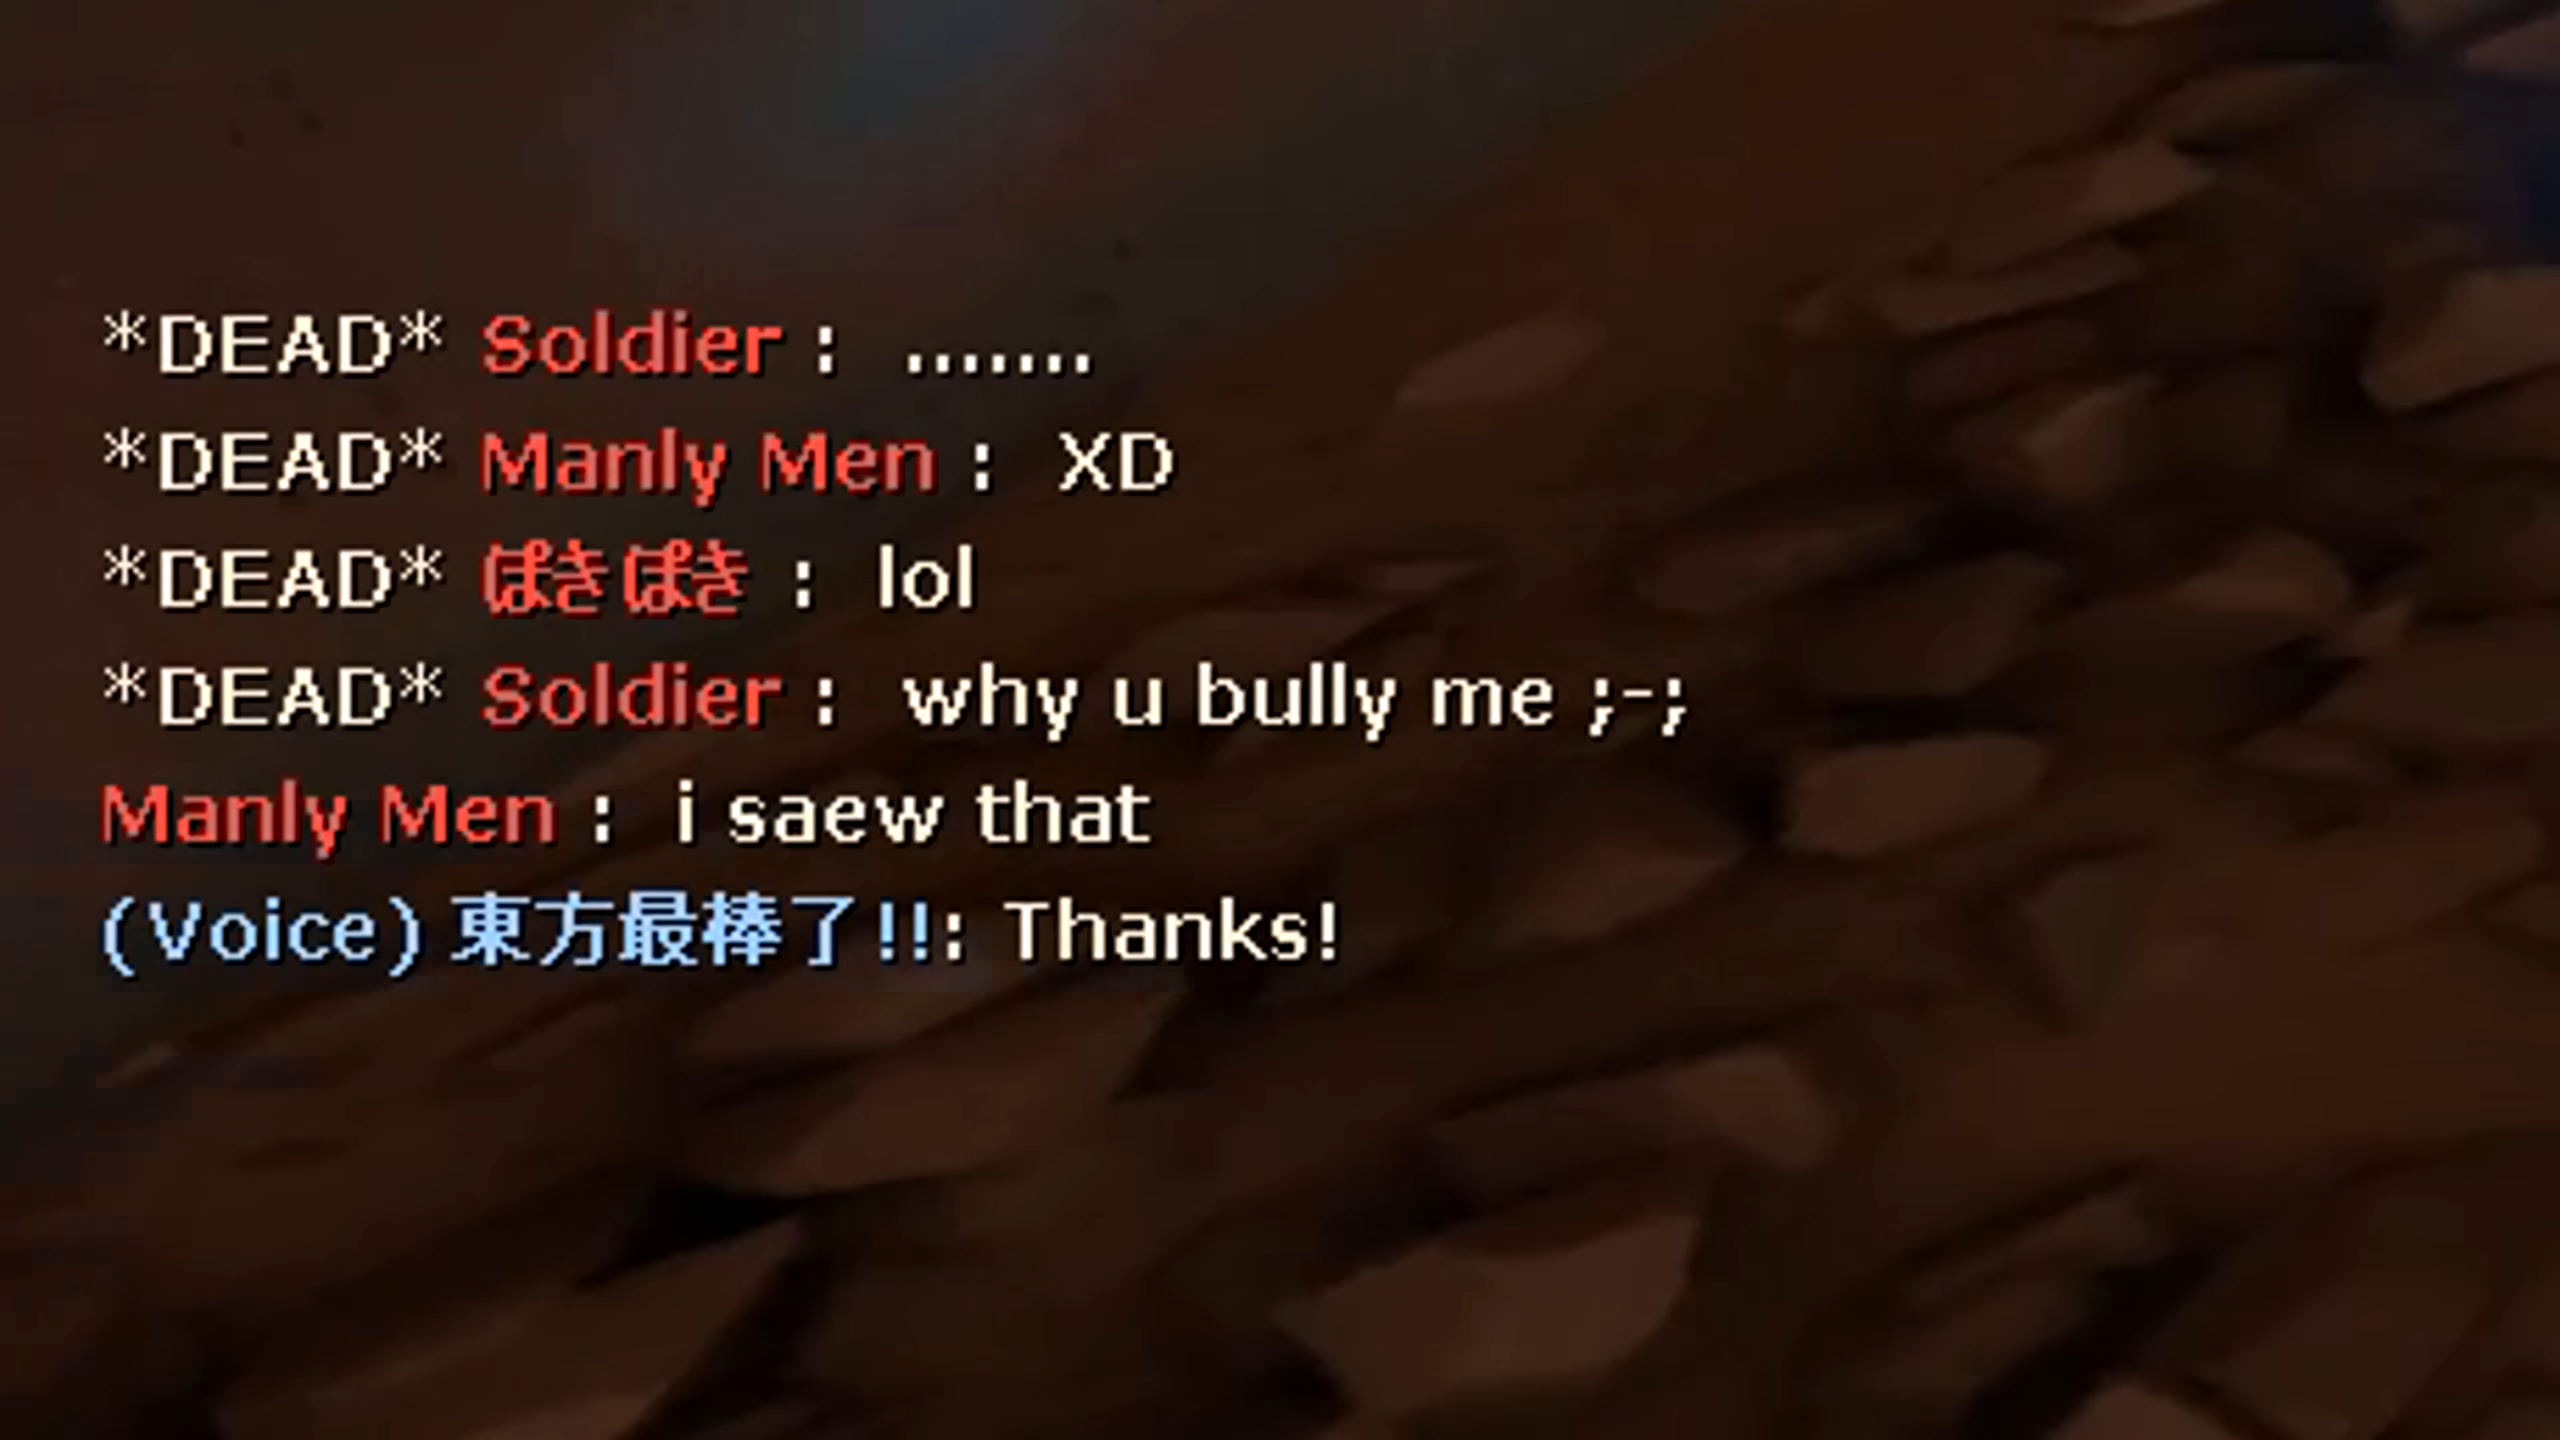 *DEAD* Soldier :  .......
*DEAD* Manly Men :  XD
*DEAD* ぱきぱき :  lol
*DEAD* Soldier :  why u bully me ;-;
Manly Men :  i saew that
(Voice) 東方最棒了!!: Thanks!